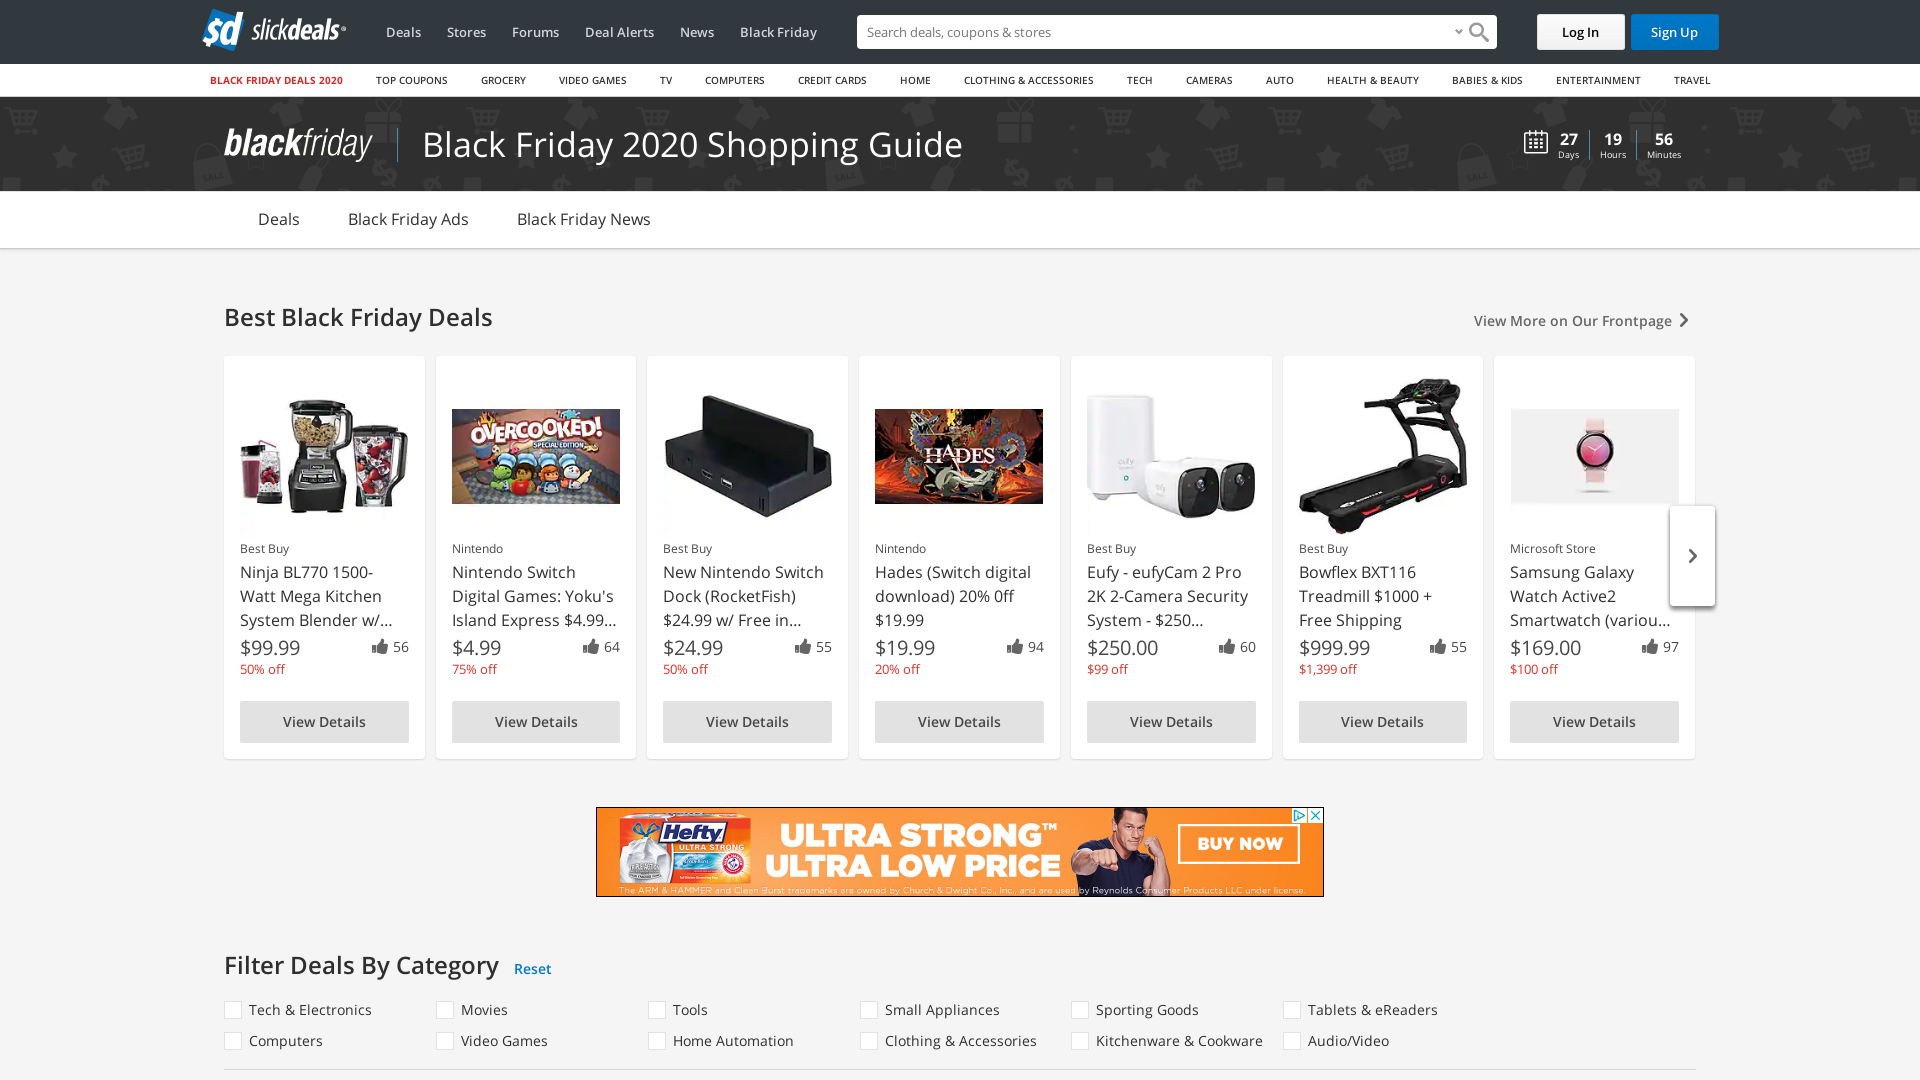 sd slickdeals
Deals
Stores
Forums
Deal Alerts
News
Black Friday
Search deals, coupons & stores
Log In
Sign Up
BLACK FRIDAY DEALS 2020
TOP COUPONS
GROCERY
VIDEO GAMES
TV
COMPUTERS
CREDIT CARDS
HOME
CLOTHING & ACCESSORIES
TECH
CAMERAS
AUTO
HEALTH & BEAUTY
BABIES & KIDS
ENTERTAINMENT
TRAVEL
blackfriday
Black Friday 2020 Shopping Guide
27 Days
19 Hours
56 Minutes
Deals
Black Friday Ads
Black Friday News
Best Black Friday Deals
View More on Our Frontpage
Best Buy
Ninja BL770 1500-
Watt Mega Kitchen
System Blender w/...
$99.99
56
50% off
View Details
OVERCOOKED!
SPECIAL EDITION
Nintendo
Nintendo Switch
Digital Games: Yoku's
Island Express $4.99...
$4.99
64
75% off
View Details
Best Buy
New Nintendo Switch
Dock (RocketFish)
$24.99 w/ Free in...
$24.99
55
50% off
View Details
HADES
Nintendo
Hades (Switch digital
download) 20% 0ff
$19.99
$19.99
94
20% off
View Details
eufy
Best Buy
Eufy - eufyCam 2 Pro
2K 2-Camera Security
System - $250...
$250.00
60
$99 off
View Details
Best Buy
Bowflex BXT116
Treadmill $1000 +
Free Shipping
$999.99
55
$1,399 off
View Details
Microsoft Store
Samsung Galaxy
Watch Active2
Smartwatch (variou...
$169.00
97
$100 off
View Details
Hefty
ULTRA STRONG
ULTRA STRONG™
ULTRA LOW PRICE
BUY NOW
The ARM & HAMMER and Clean Burst trademarks are owned by Church & Dwight Co., Inc., and are used by Reynolds Consumer Products LLC under license.
Filter Deals By Category
Reset
Tech & Electronics
Movies
Tools
Small Appliances
Sporting Goods
Tablets & eReaders
Computers
Video Games
Home Automation
Clothing & Accessories
Kitchenware & Cookware
Audio/Video